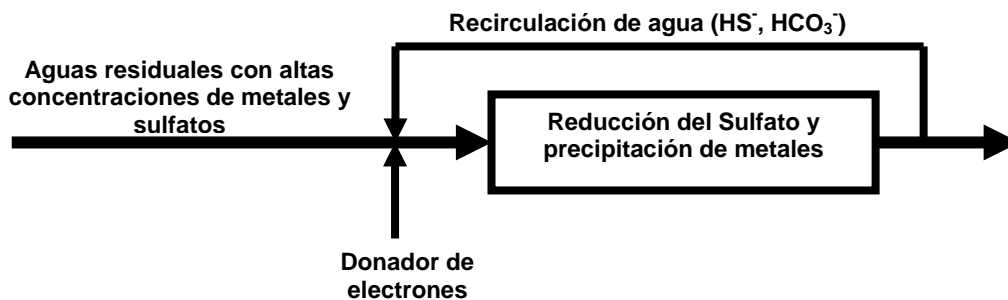 Recirculación de agua (HS⁻, HCO₃⁻)
Aguas residuales con altas
concentraciones de metales y
sulfatos
Reducción del Sulfato y
precipitación de metales
Donador de
electrones